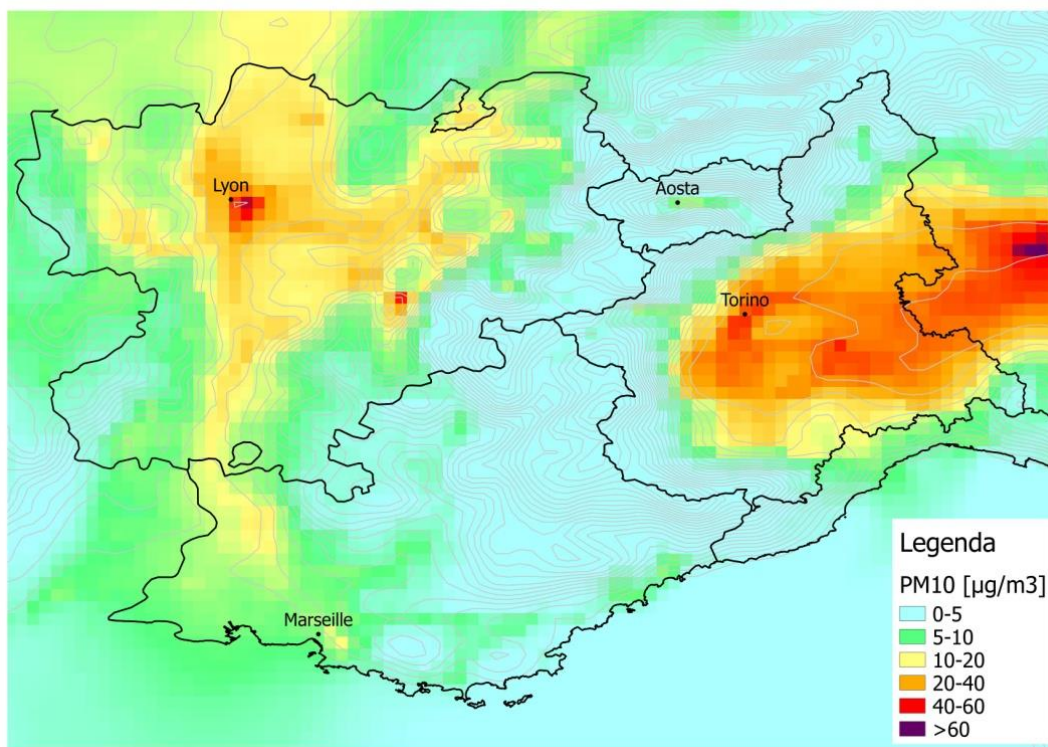 Lyon
Aosta
Torino
Marseille
Legenda
PM10 [µg/m3]
0-5
5-10
10-20
20-40
40-60
>60